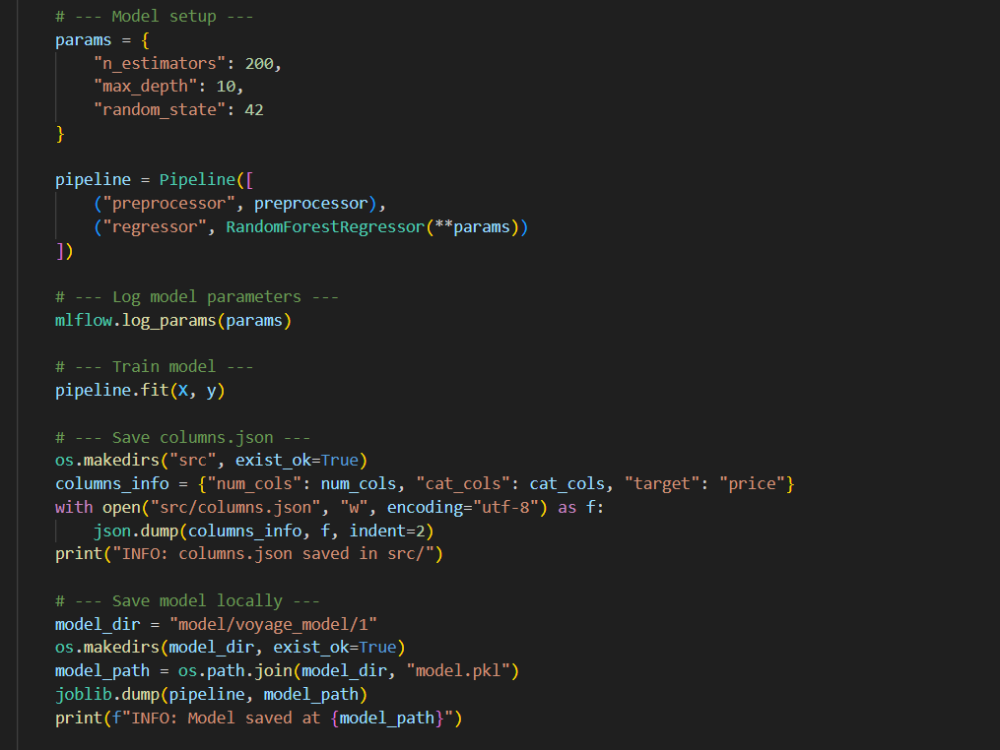 # --- Model setup ---
params = {
    "n_estimators": 200,
    "max_depth": 10,
    "random_state": 42
}
pipeline = Pipeline([
    ("preprocessor", preprocessor),
    ("regressor", RandomForestRegressor(**params))
])
# --- Log model parameters ---
mlflow.log_params(params)
# --- Train model ---
pipeline.fit(X, y)
# --- Save columns.json ---
os.makedirs("src", exist_ok=True)
columns_info = {"num_cols": num_cols, "cat_cols": cat_cols, "target": "price"}
with open("src/columns.json", "w", encoding="utf-8") as f:
    json.dump(columns_info, f, indent=2)
print("INFO: columns.json saved in src/")
# --- Save model locally ---
model_dir = "model/voyage_model/1"
os.makedirs(model_dir, exist_ok=True)
model_path = os.path.join(model_dir, "model.pkl")
joblib.dump(pipeline, model_path)
print(f"INFO: Model saved at {model_path}")